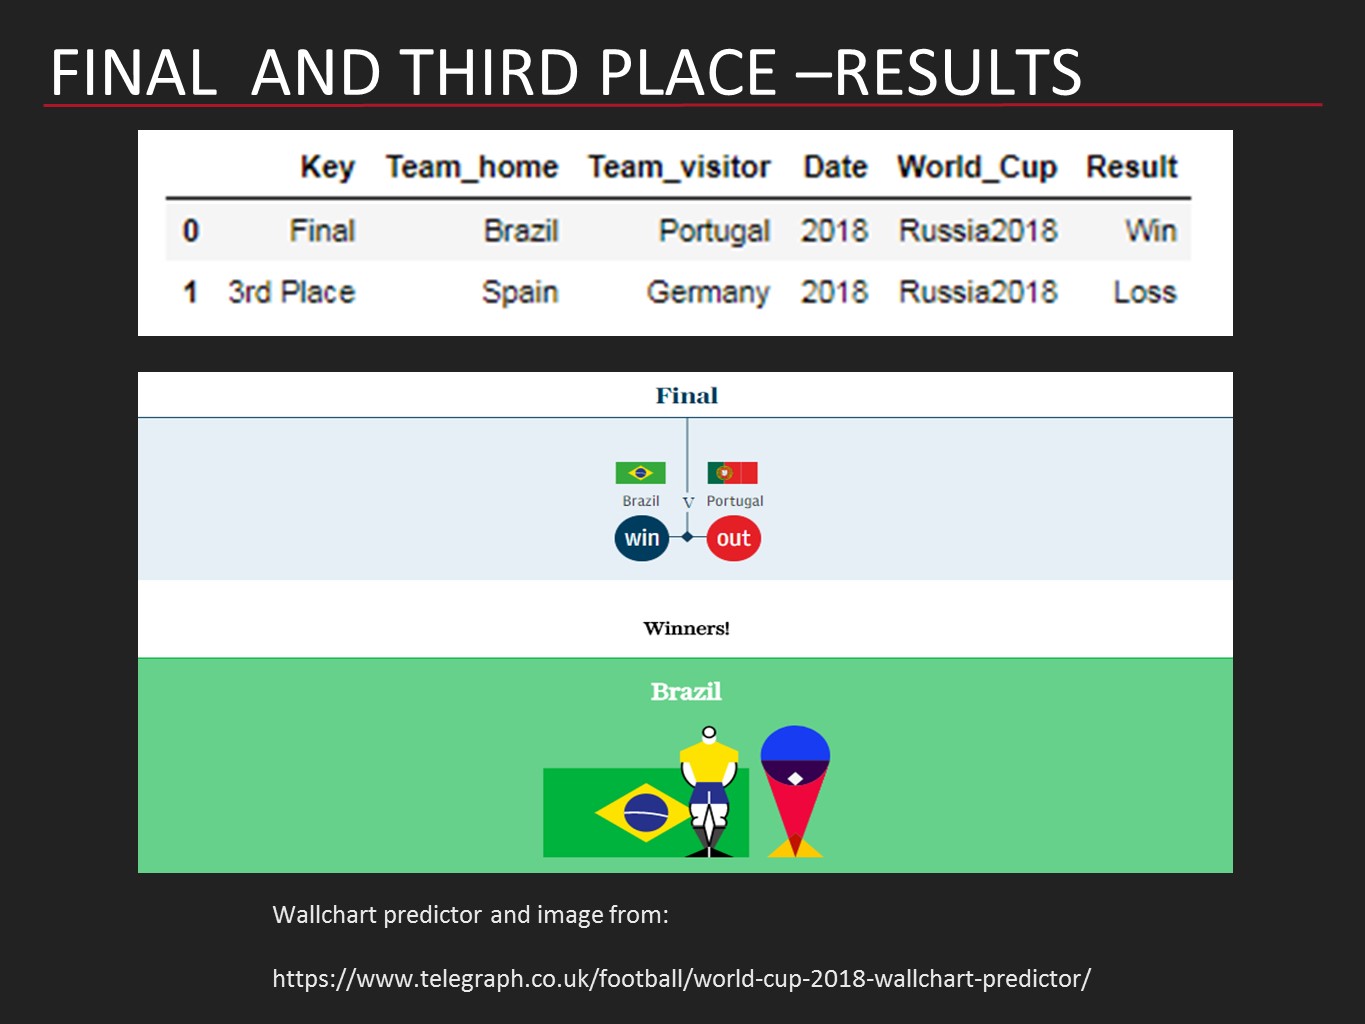 FINAL  AND THIRD PLACE –RESULTS
Key Team_home Team_visitor Date World_Cup Result
0 Final Brazil Portugal 2018 Russia2018 Win
1 3rd Place Spain Germany 2018 Russia2018 Loss
Final
Brazil V Portugal
win out
Winners!
Brazil
Wallchart predictor and image from:
https://www.telegraph.co.uk/football/world-cup-2018-wallchart-predictor/